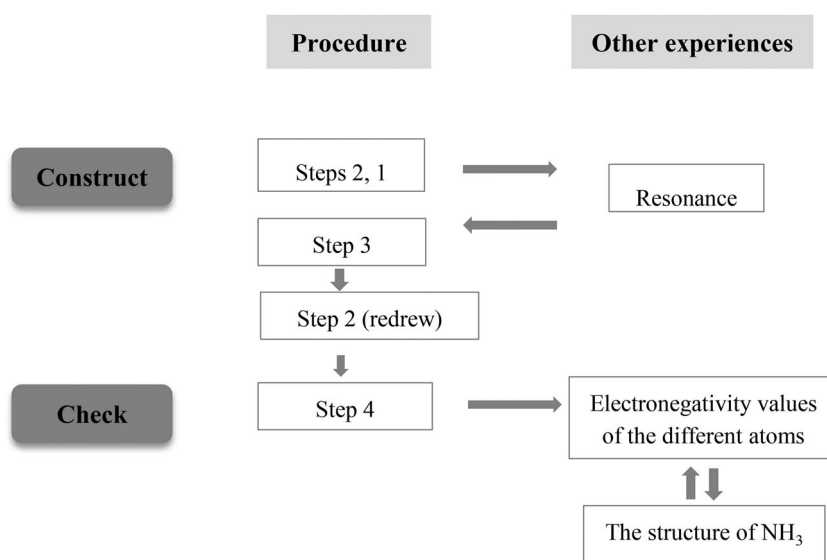 Procedure
Other experiences
Construct
Steps 2, 1
Resonance
Step 3
Step 2 (redrew)
Check
Step 4
Electronegativity values
of the different atoms
The structure of NH₃